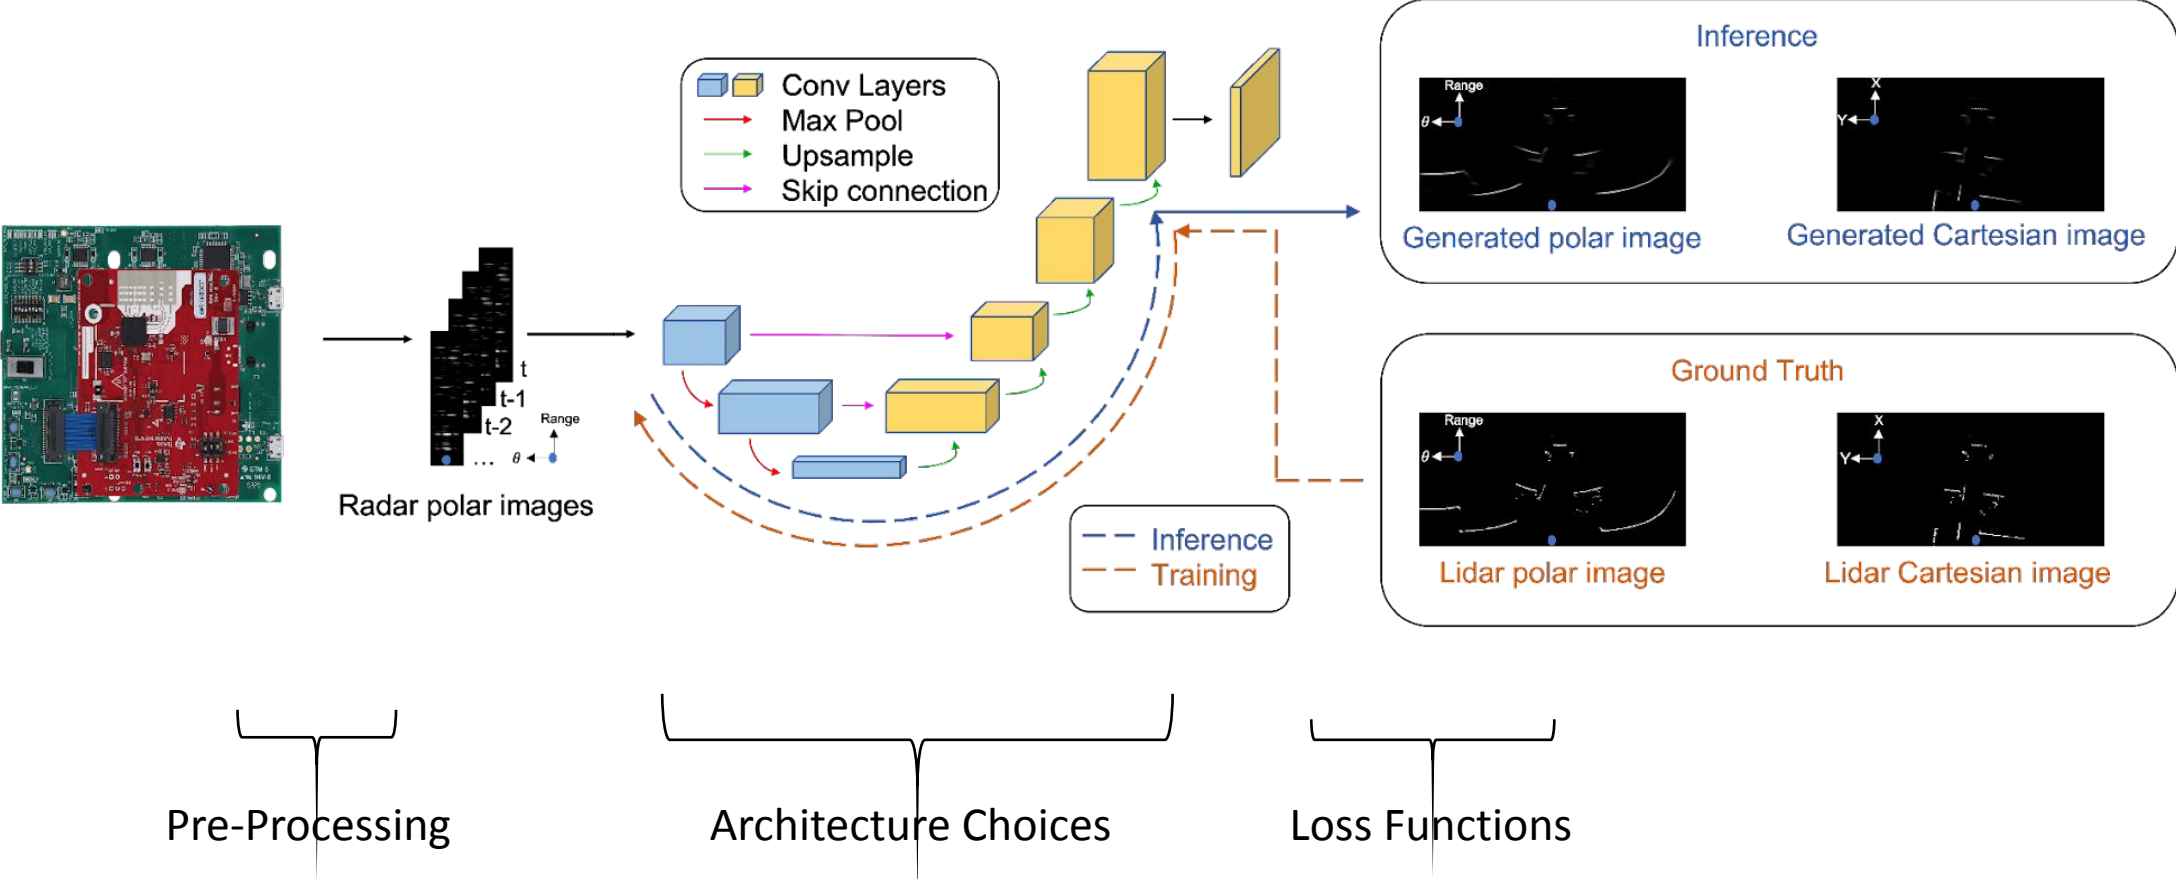 Conv Layers
Max Pool
Upsample
Skip connection
t
t-1
t-2
...
Range
θ
Radar polar images
Inference
Training
Inference
Range
θ
Generated polar image
X
Y
Generated Cartesian image
Ground Truth
Range
θ
Lidar polar image
X
Y
Lidar Cartesian image
Pre-Processing
Architecture Choices
Loss Functions